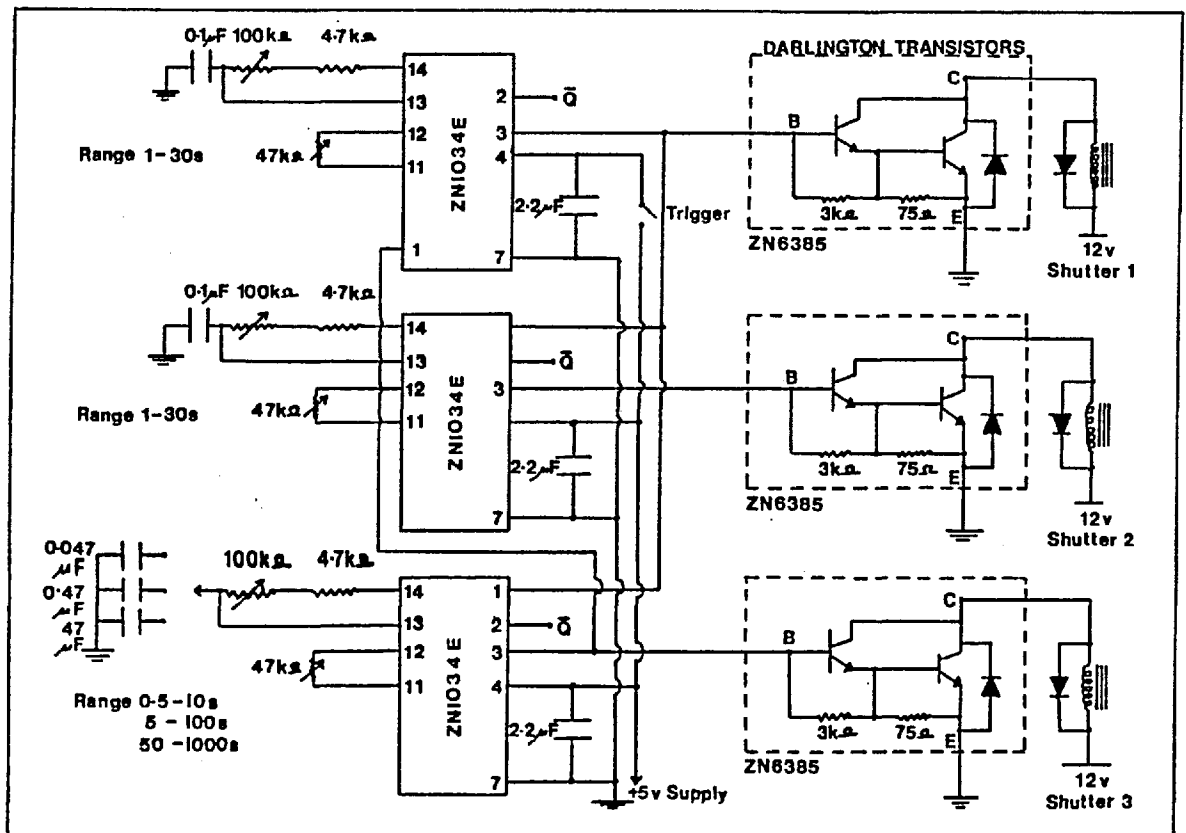 0·1μF 100kΩ 4·7kΩ
14
13
12
11
1
47kΩ
Range 1-30s
ZN1034E
2
3
4
7
Q̄
2·2μF
Trigger
DARLINGTON TRANSISTORS
B
C
E
3kΩ
75Ω
ZN6385
12v
Shutter 1
0·1μF 100kΩ 4·7kΩ
14
13
12
11
47kΩ
Range 1-30s
ZN1034E
Q̄
3
7
2·2μF
B
C
E
3kΩ
75Ω
ZN6385
12v
Shutter 2
0·047
μF
0·47
μF
47
μF
100kΩ 4·7kΩ
14
13
12
11
47kΩ
Range 0·5-10s
5-100s
50-1000s
ZN1034E
1
2
3
4
7
Q̄
2·2μF
+5v Supply
B
C
E
3kΩ
75Ω
ZN6385
12v
Shutter 3